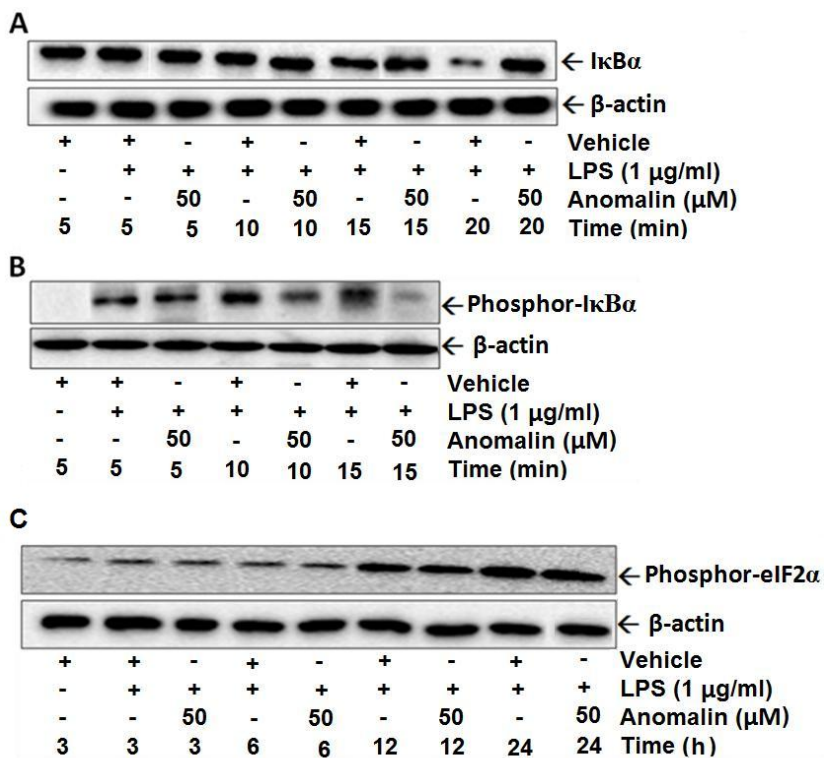 A
← IκBα
← β-actin
+ + - + - + - + - Vehicle
- + + + + + + + + LPS (1 µg/ml)
- - 50 - 50 - 50 - 50 Anomalin (µM)
5 5 5 10 10 15 15 20 20 Time (min)
B
← Phosphor-IκBα
← β-actin
+ + - + - + - Vehicle
- + + + + + + LPS (1 µg/ml)
- - 50 - 50 - 50 Anomalin (µM)
5 5 5 10 10 15 15 Time (min)
C
← Phosphor-eIF2α
← β-actin
+ + - + - + - + - Vehicle
- + + + + + + + + LPS (1 µg/ml)
- - 50 - 50 - 50 - 50 Anomalin (µM)
3 3 3 6 6 12 12 24 24 Time (h)